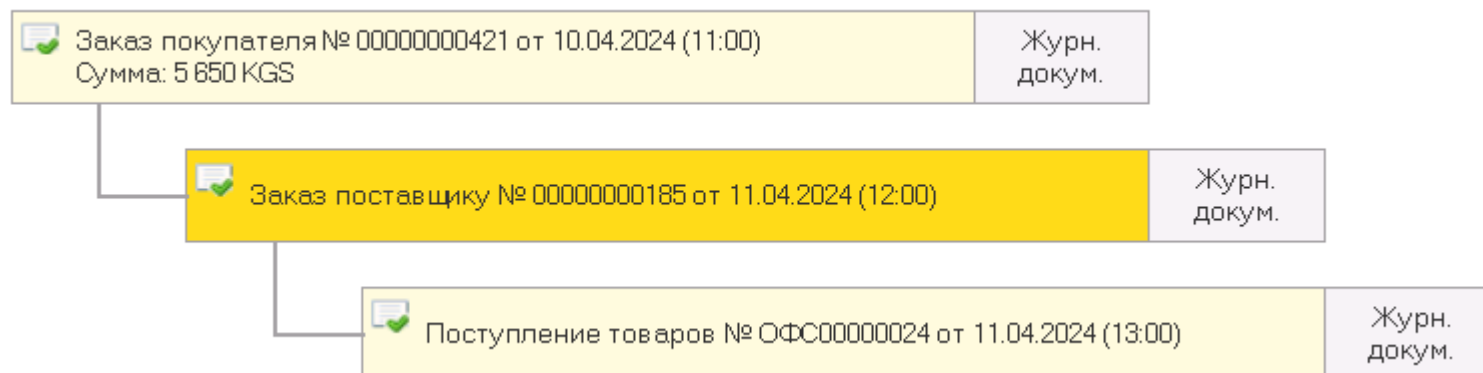 Заказ покупателя № 00000000421 от 10.04.2024 (11:00)
Сумма: 5 650 KGS
Журн.
докум.
Заказ поставщику № 00000000185 от 11.04.2024 (12:00)
Журн.
докум.
Поступление товаров № ОФС00000024 от 11.04.2024 (13:00)
Журн.
докум.